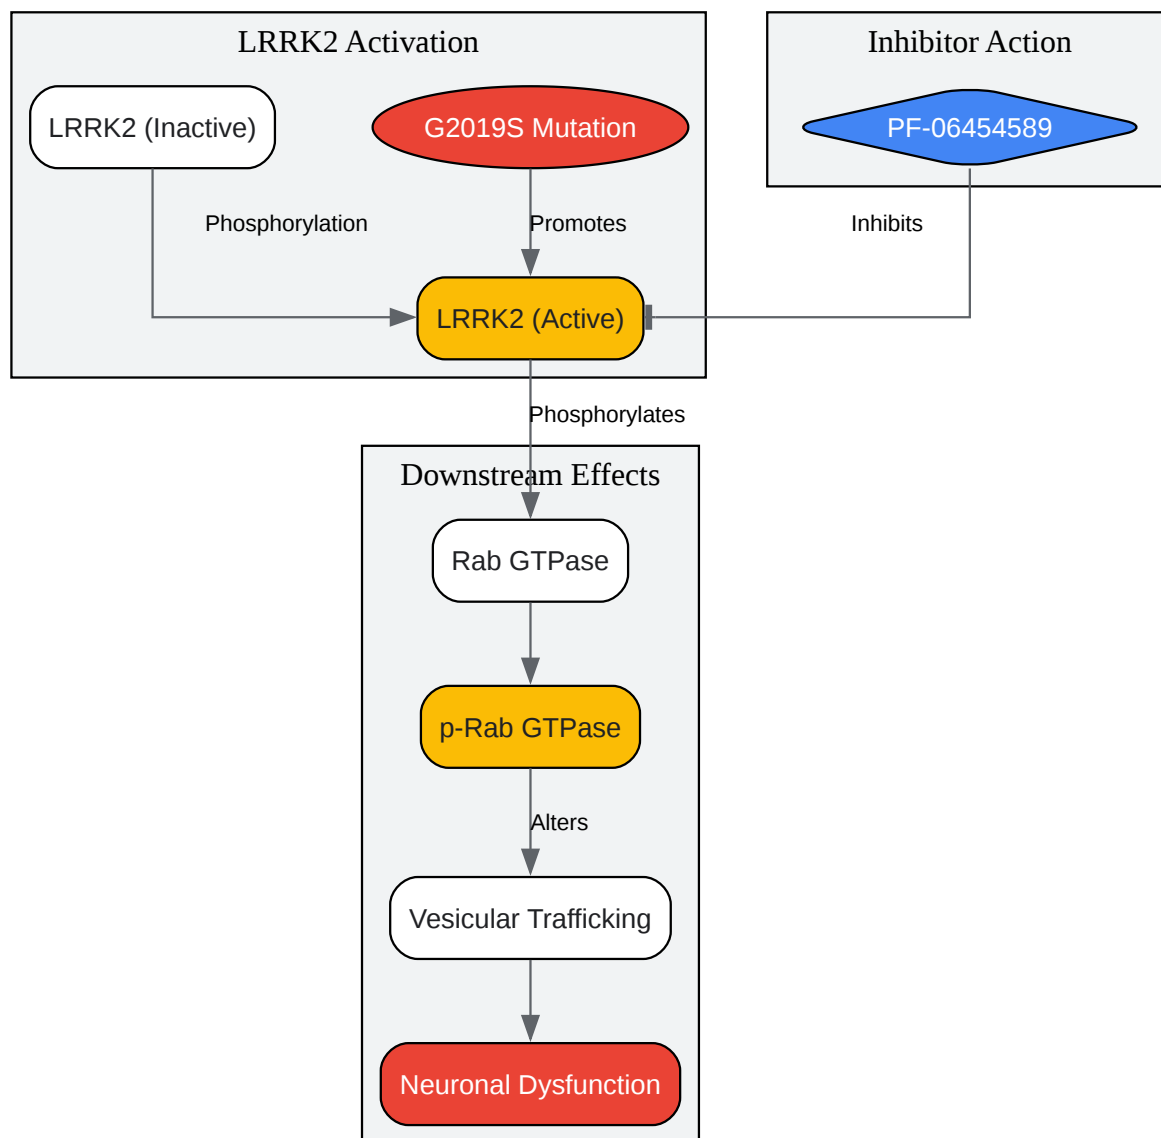 LRRK2 Activation
Inhibitor Action
LRRK2 (Inactive)
G2019S Mutation
PF-06454589
Phosphorylation
Promotes
Inhibits
LRRK2 (Active)
Phosphorylates
Downstream Effects
Rab GTPase
p-Rab GTPase
Alters
Vesicular Trafficking
Neuronal Dysfunction